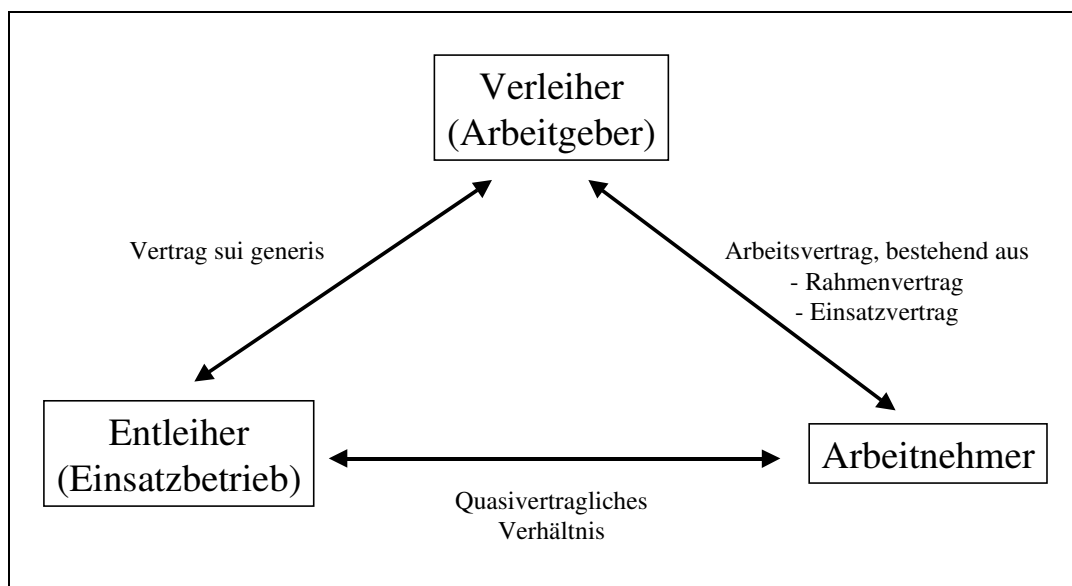 Verleiher
(Arbeitgeber)
Vertrag sui generis
Arbeitsvertrag, bestehend aus
- Rahmenvertrag
- Einsatzvertrag
Entleiher
(Einsatzbetrieb)
Arbeitnehmer
Quasivertragliches
Verhältnis